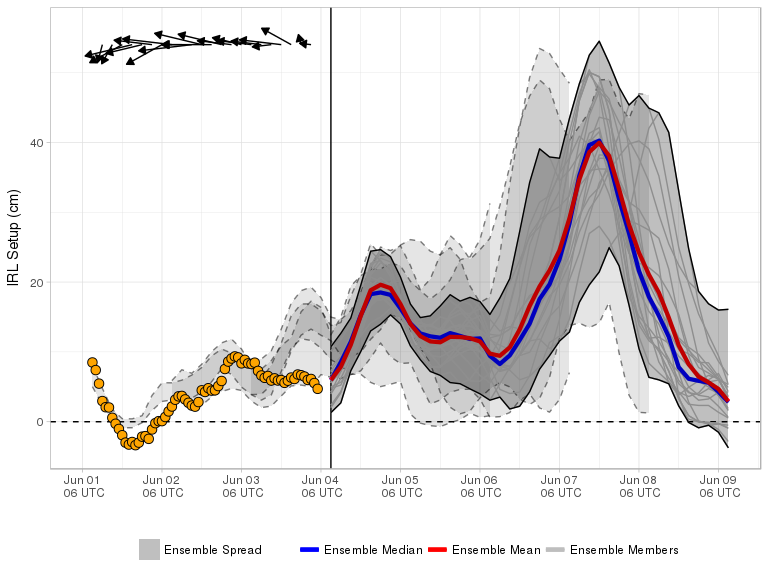 40
20
0
IRL Setup (cm)
Jun 01 Jun 02 Jun 03 Jun 04 Jun 05 Jun 06 Jun 07 Jun 08 Jun 09
06 UTC 06 UTC 06 UTC 06 UTC 06 UTC 06 UTC 06 UTC 06 UTC 06 UTC
Ensemble Spread Ensemble Median Ensemble Mean Ensemble Members